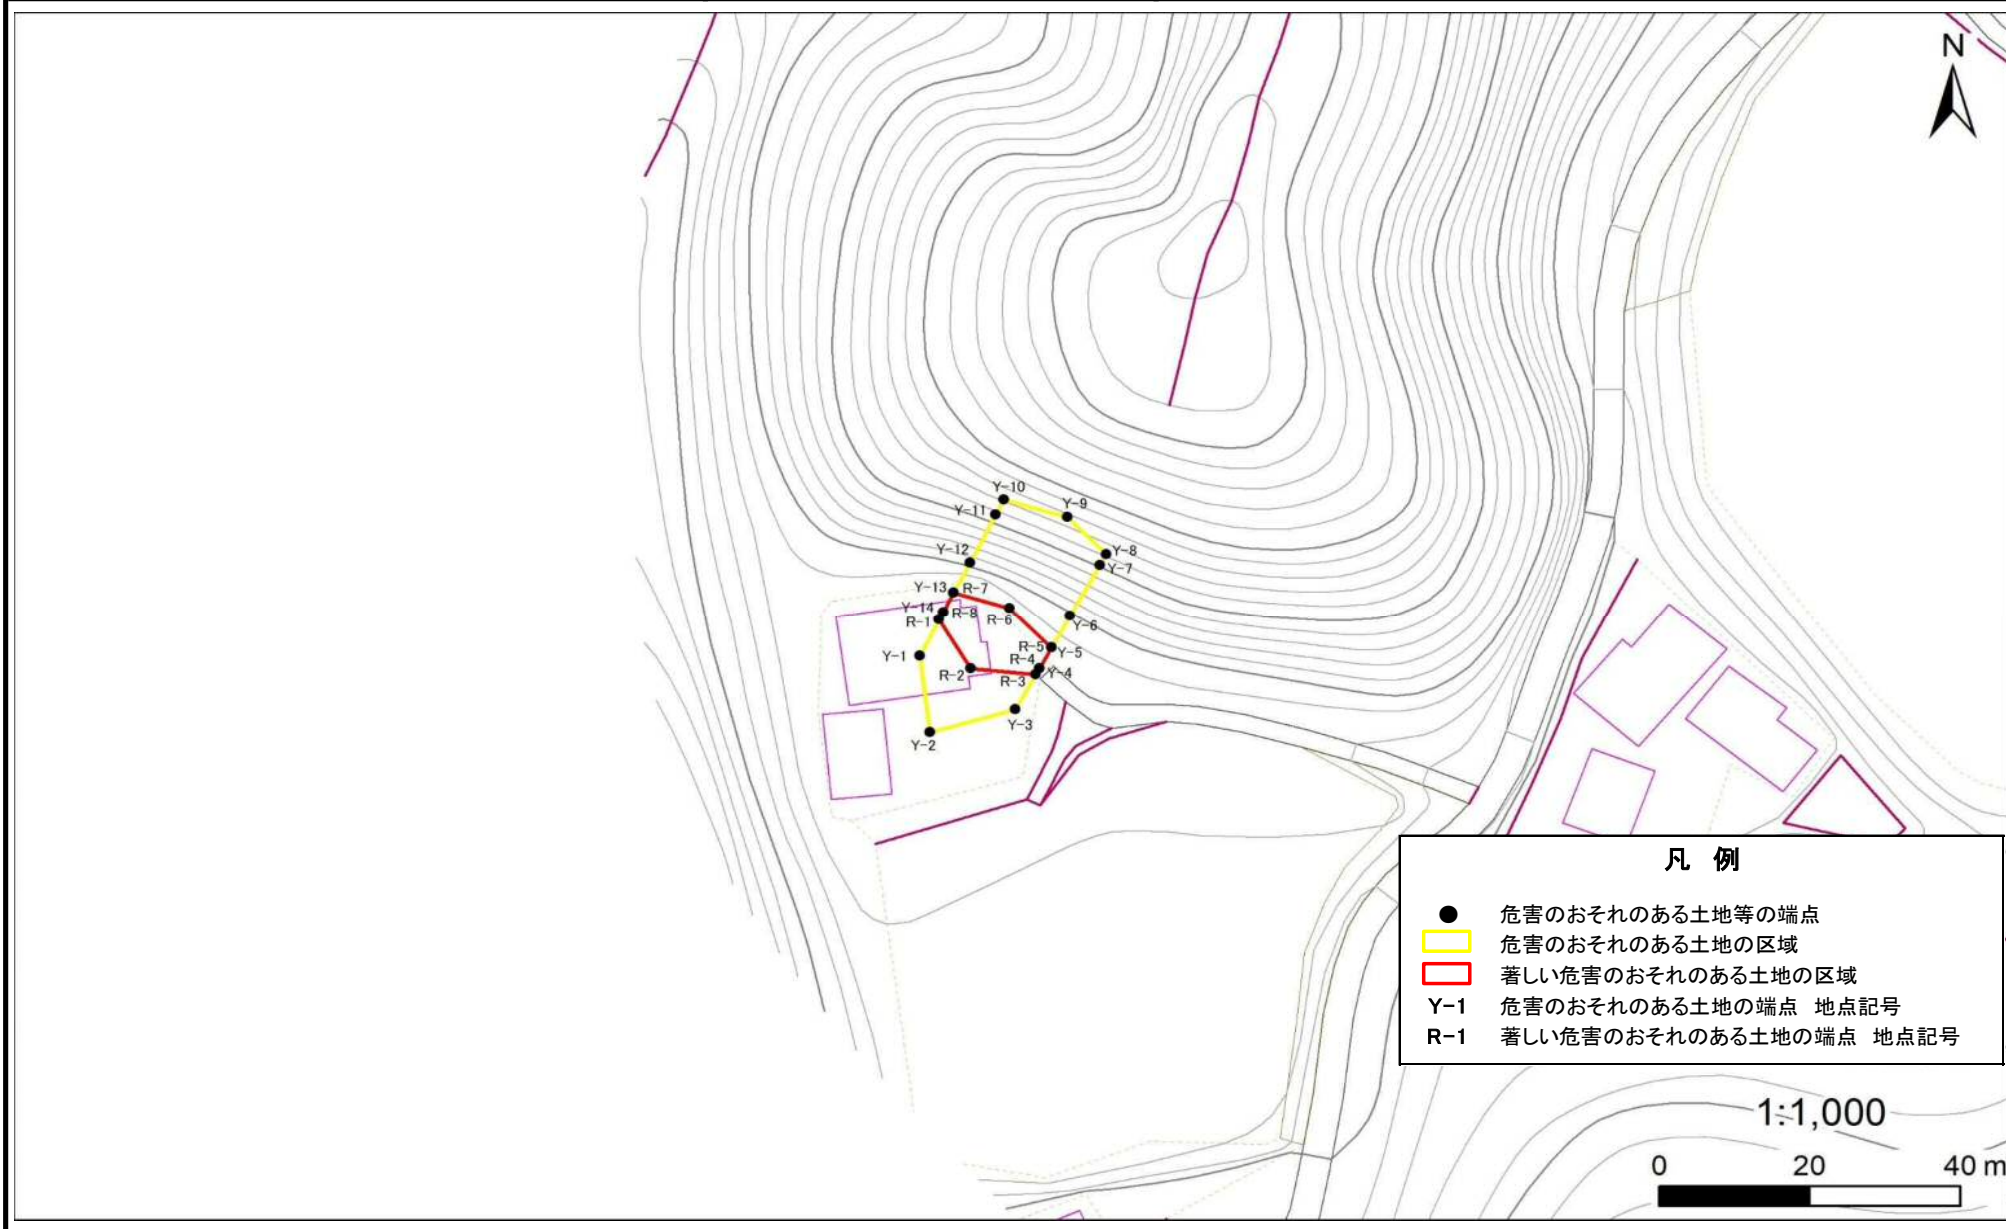 N
Y-10
Y-9
Y-11
Y-8
Y-12
Y-7
Y-13
R-7
Y-14
R-8
R-6
R-1
Y-6
Y-1
R-5
Y-5
R-4
R-2
R-3
Y-4
Y-3
Y-2
凡 例
● 危害のおそれのある土地等の端点
危害のおそれのある土地の区域
著しい危害のおそれのある土地の区域
Y-1 危害のおそれのある土地の端点 地点記号
R-1 著しい危害のおそれのある土地の端点 地点記号
1:1,000
0 20 40 m